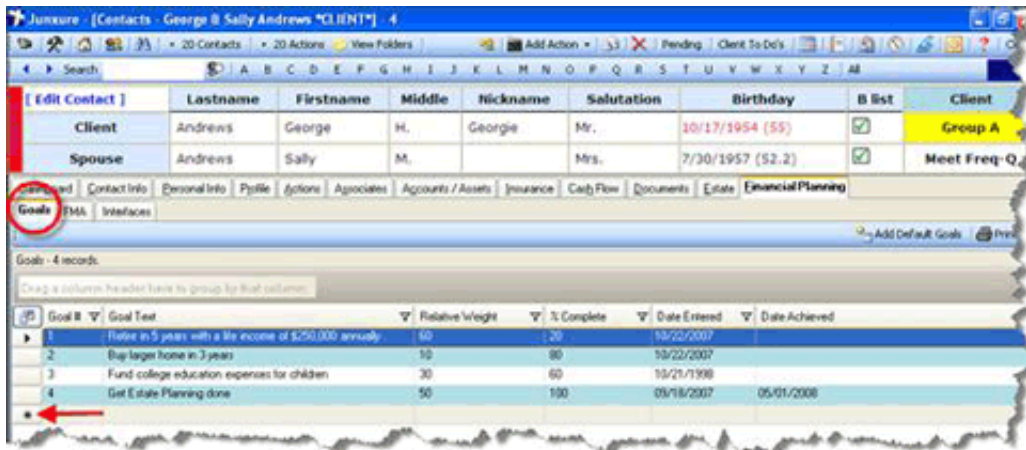 Junxure - [Contacts - George & Sally Andrews *CLIENT*] - 4
20 Contacts 20 Actions View Folders Add Action Pending Client To Do's
Search A B C D E F G H I J K L M N O P Q R S T U V W X Y Z All
[ Edit Contact ] Lastname Firstname Middle Nickname Salutation Birthday B list Client
Client Andrews George H. Georgie Mr. 10/17/1954 (55) Group A
Spouse Andrews Sally M. Mrs. 7/30/1957 (52.2) Meet Freq-Q
Contact Info Personal Info Profile Actions Associates Accounts / Assets Insurance Cash Flow Documents Estate Financial Planning
Goals TMA Interfaces
Add Default Goals Print
Goals - 4 records.
Drag a column header here to group by that column.
Goal # Goal Text Relative Weight % Complete Date Entered Date Achieved
1 Retire in 5 years with a life income of $250,000 annually 60 20 10/22/2007
2 Buy larger home in 3 years 10 80 10/22/2007
3 Fund college education expenses for children 30 60 10/21/1998
4 Get Estate Planning done 50 100 09/18/2007 05/01/2008